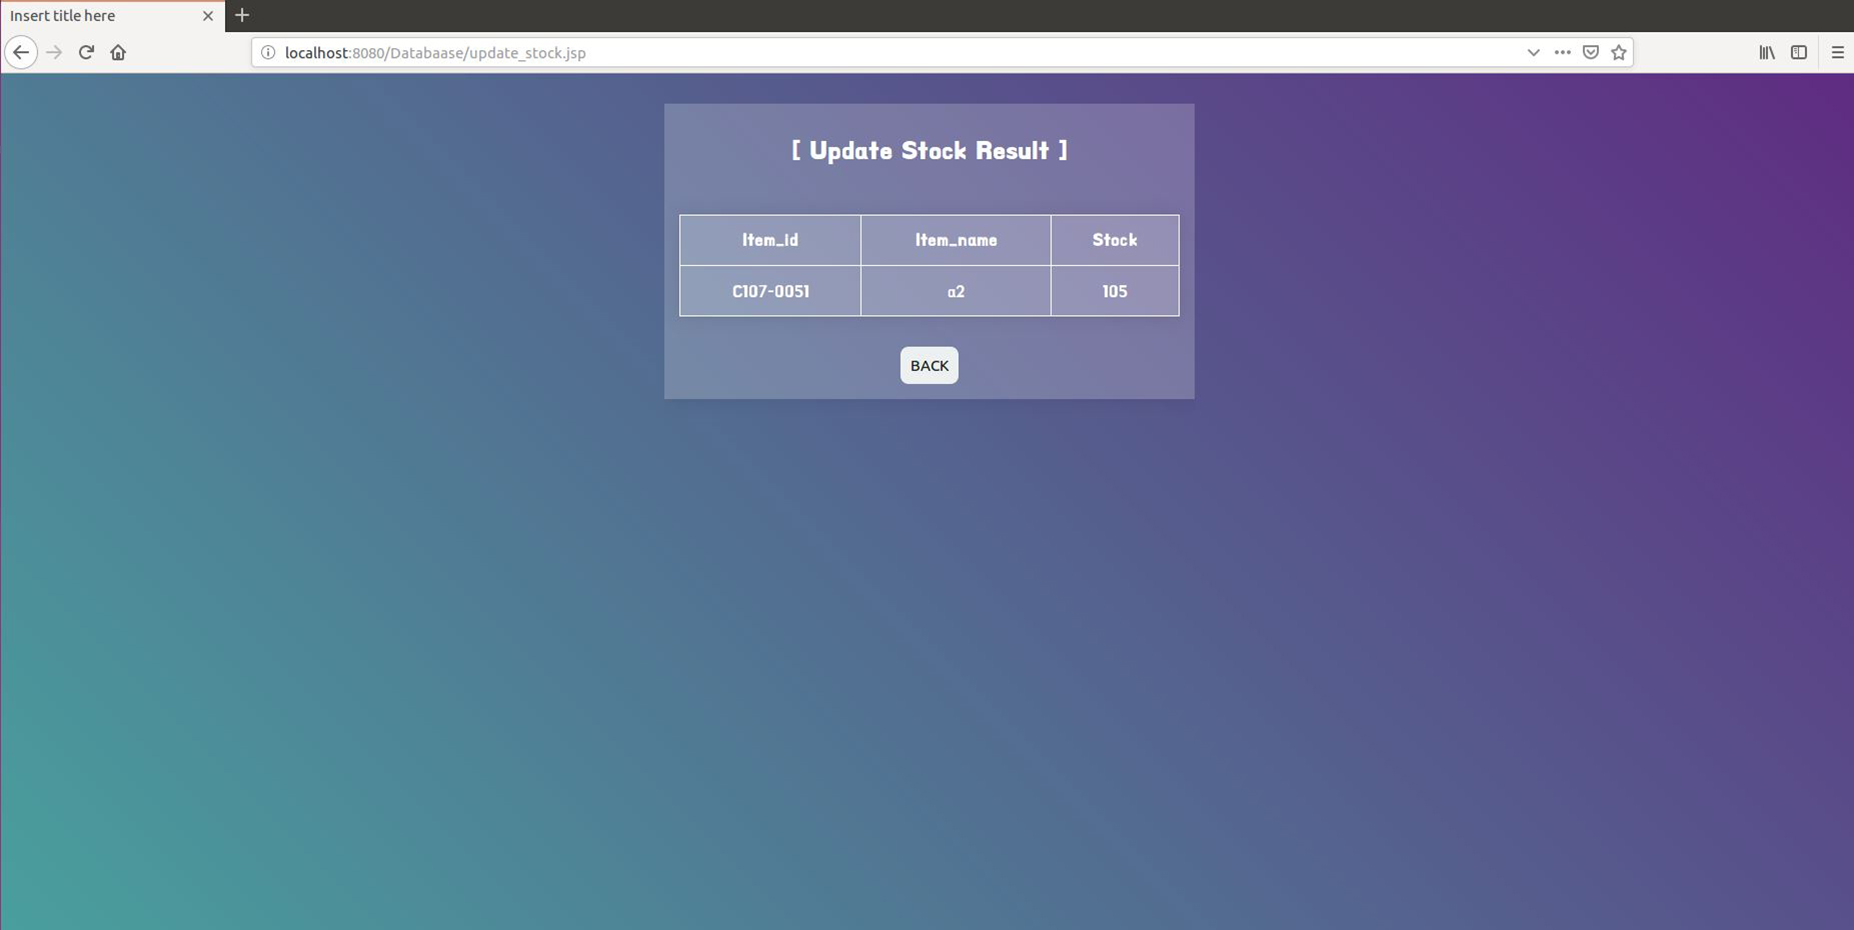 Insert title here
localhost:8080/Databaase/update_stock.jsp
[ Update Stock Result ]
Item_id Item_name Stock
C107-0051 a2 105
BACK